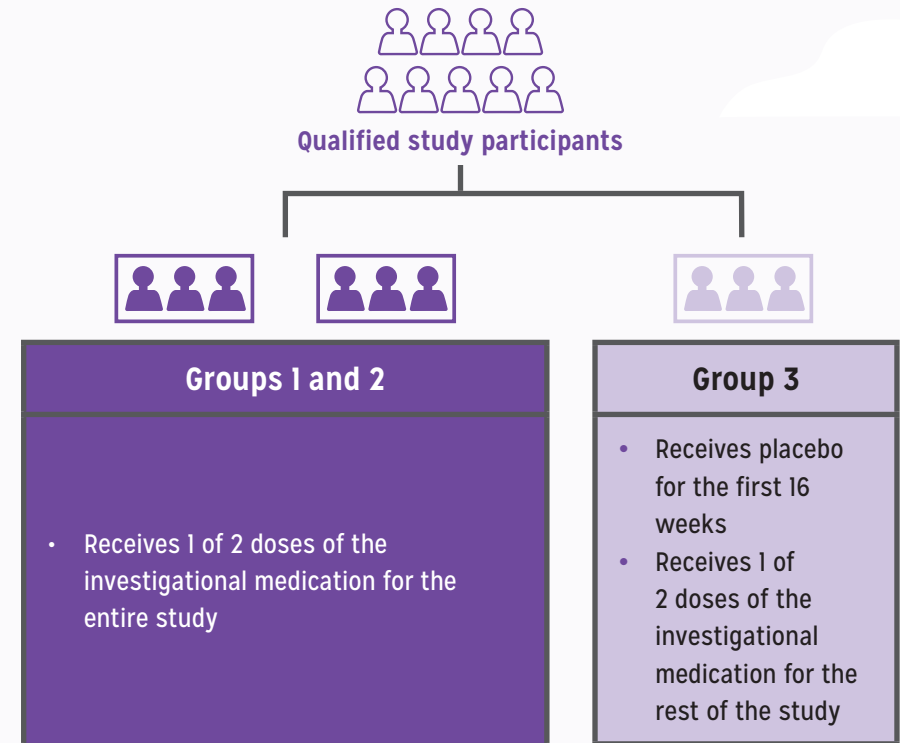 Qualified study participants
Groups 1 and 2
• Receives 1 of 2 doses of the
investigational medication for the
entire study
Group 3
• Receives placebo
for the first 16
weeks
• Receives 1 of
2 doses of the
investigational
medication for the
rest of the study